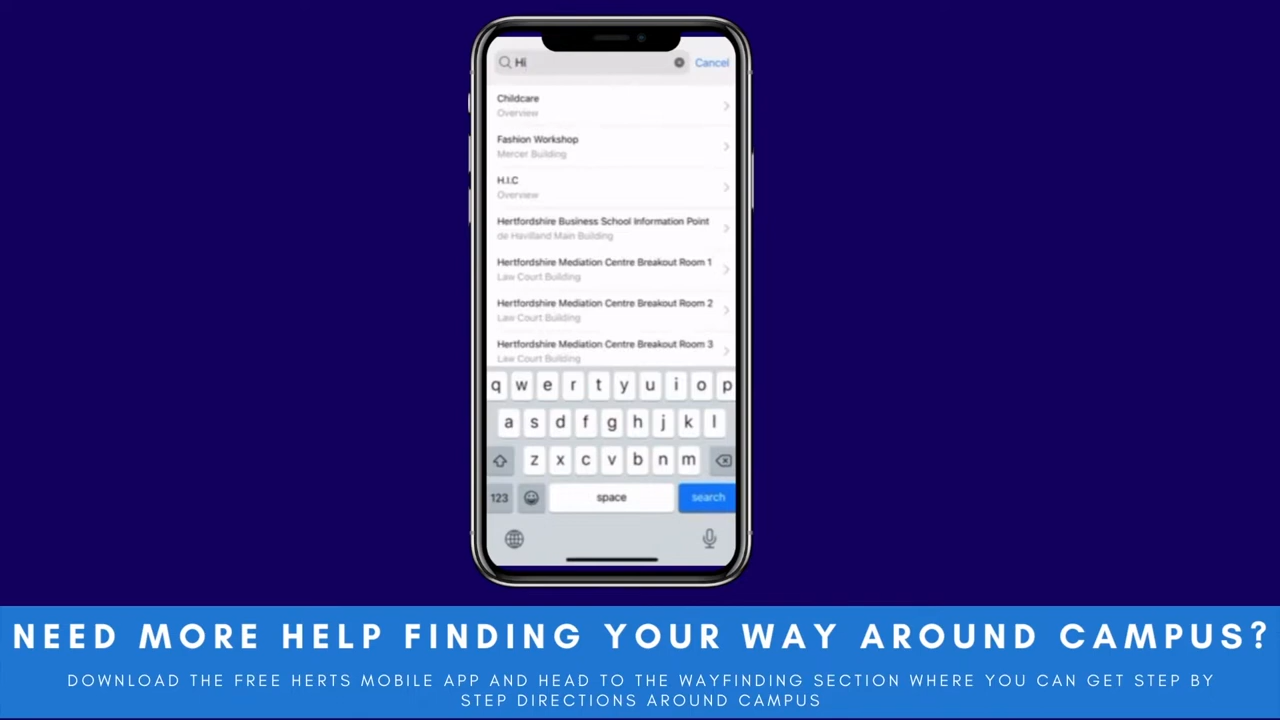 Hi
Cancel
Childcare
Overview
Fashion Workshop
Mercer Building
H.I.C
Overview
Hertfordshire Business School Information Point
de Havilland Main Building
Hertfordshire Mediation Centre Breakout Room 1
Law Court Building
Hertfordshire Mediation Centre Breakout Room 2
Law Court Building
Hertfordshire Mediation Centre Breakout Room 3
Law Court Building
q w e r t y u i o p
a s d f g h j k l
z x c v b n m
123 space search
NEED MORE HELP FINDING YOUR WAY AROUND CAMPUS?
DOWNLOAD THE FREE HERTS MOBILE APP AND HEAD TO THE WAYFINDING SECTION WHERE YOU CAN GET STEP BY
STEP DIRECTIONS AROUND CAMPUS